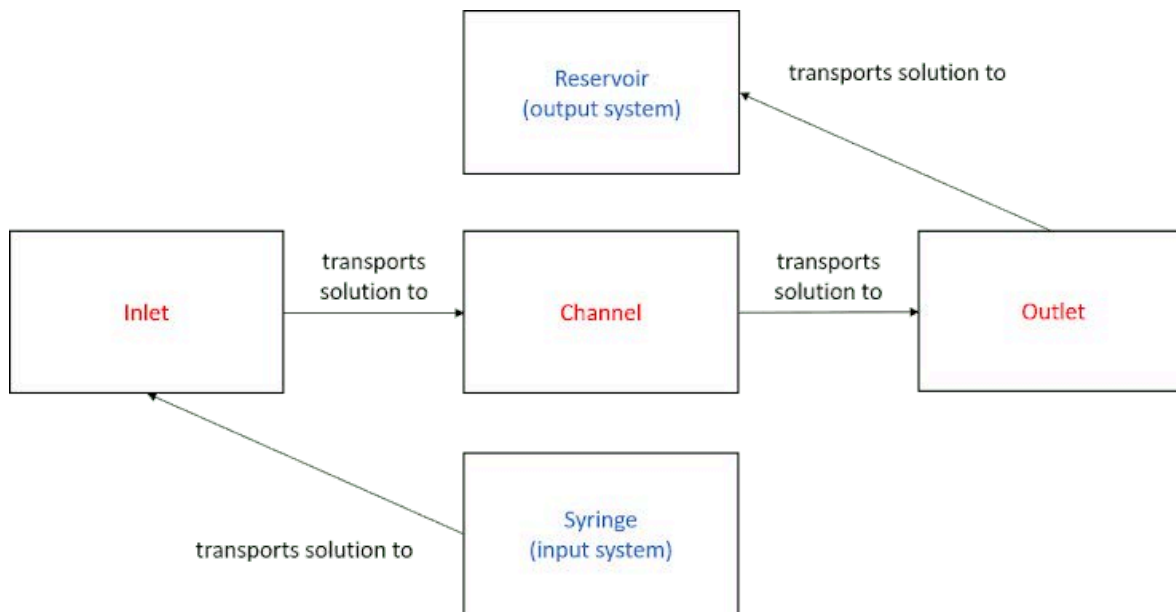 Reservoir
(output system)
transports solution to
Inlet
transports
solution to
Channel
transports
solution to
Outlet
Syringe
(input system)
transports solution to